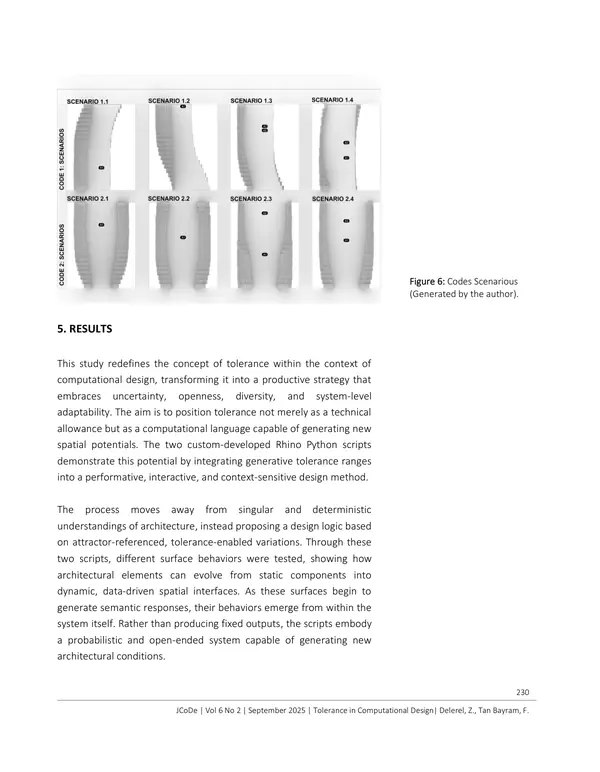 SCENARIO 1.1
SCENARIO 1.2
SCENARIO 1.3
SCENARIO 1.4
CODE 1: SCENARIOS
SCENARIO 2.1
SCENARIO 2.2
SCENARIO 2.3
SCENARIO 2.4
CODE 2: SCENARIOS
Figure 6: Codes Scenarious
(Generated by the author).
5. RESULTS
This study redefines the concept of tolerance within the context of
computational design, transforming it into a productive strategy that
embraces uncertainty, openness, diversity, and system-level
adaptability. The aim is to position tolerance not merely as a technical
allowance but as a computational language capable of generating new
spatial potentials. The two custom-developed Rhino Python scripts
demonstrate this potential by integrating generative tolerance ranges
into a performative, interactive, and context-sensitive design method.
The process moves away from singular and deterministic
understandings of architecture, instead proposing a design logic based
on attractor-referenced, tolerance-enabled variations. Through these
two scripts, different surface behaviors were tested, showing how
architectural elements can evolve from static components into
dynamic, data-driven spatial interfaces. As these surfaces begin to
generate semantic responses, their behaviors emerge from within the
system itself. Rather than producing fixed outputs, the scripts embody
a probabilistic and open-ended system capable of generating new
architectural conditions.
230
JCoDe | Vol 6 No 2 | September 2025 | Tolerance in Computational Design| Delerel, Z., Tan Bayram, F.